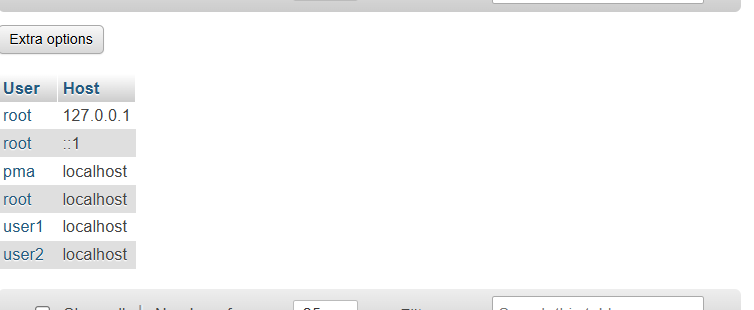 Extra options
User Host
root 127.0.0.1
root ::1
pma localhost
root localhost
user1 localhost
user2 localhost